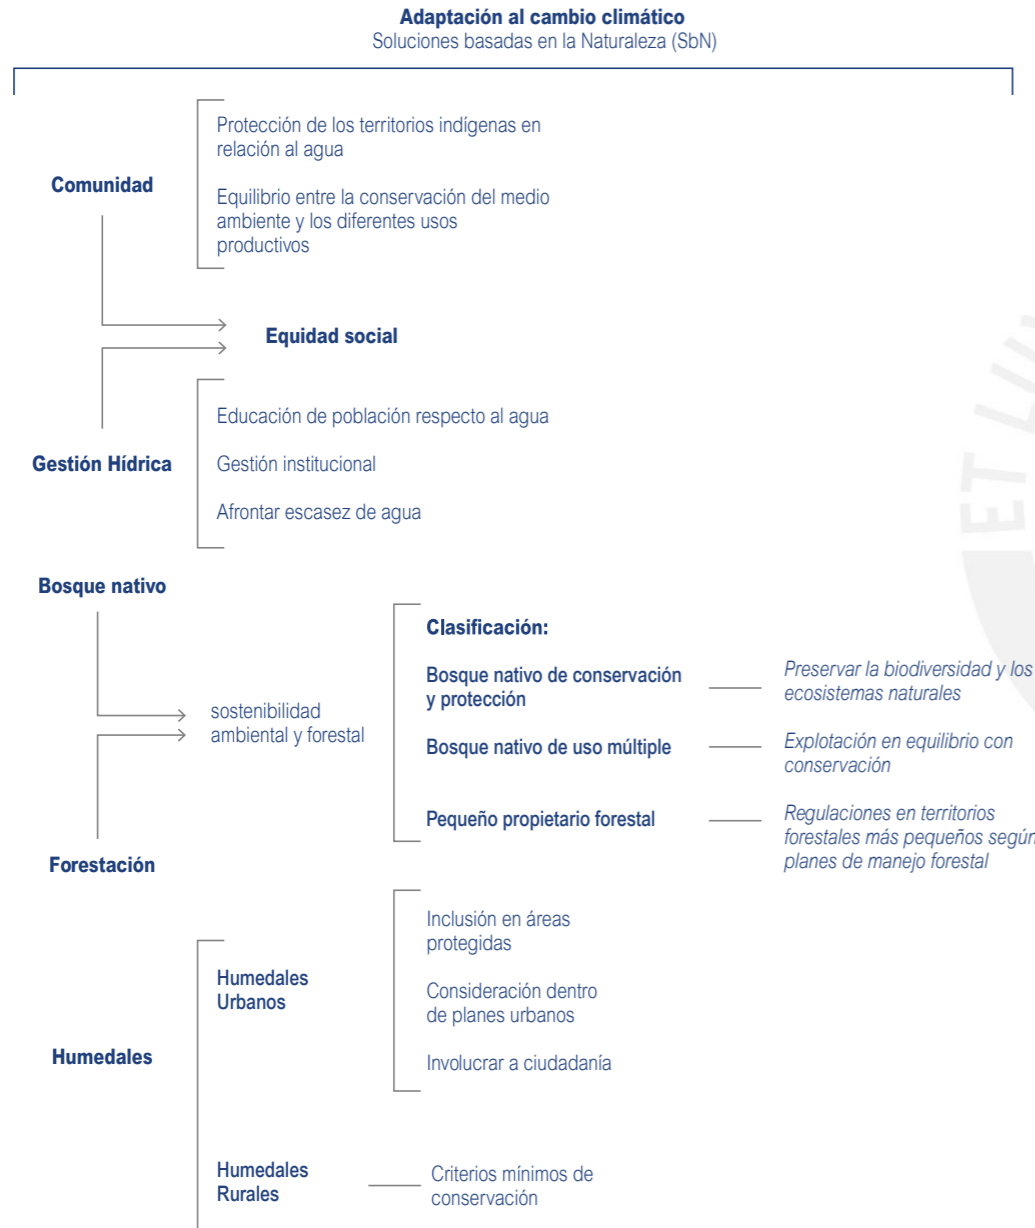 Adaptación al cambio climático
Soluciones basadas en la Naturaleza (SbN)
Comunidad
Protección de los territorios indígenas en
relación al agua
Equilibrio entre la conservación del medio
ambiente y los diferentes usos
productivos
Equidad social
Gestión Hídrica
Educación de población respecto al agua
Gestión institucional
Afrontar escasez de agua
Bosque nativo
sostenibilidad
ambiental y forestal
Forestación
Clasificación:
Bosque nativo de conservación
y protección
Preservar la biodiversidad y los
ecosistemas naturales
Bosque nativo de uso múltiple
Explotación en equilibrio con
conservación
Pequeño propietario forestal
Regulaciones en territorios
forestales más pequeños según
planes de manejo forestal
Humedales
Humedales
Urbanos
Inclusión en áreas
protegidas
Consideración dentro
de planes urbanos
Involucrar a ciudadanía
Humedales
Rurales
Criterios mínimos de
conservación
ET